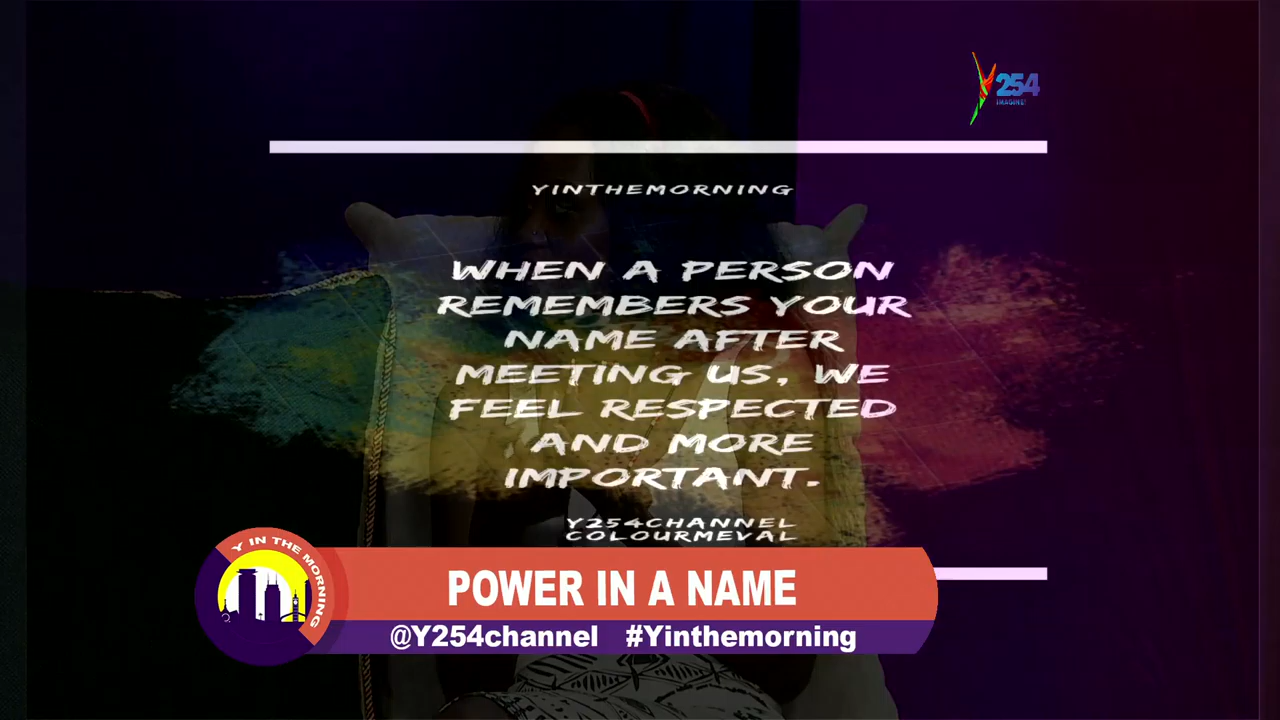 Y254
IMAGINE!
YINTHEMORNING
WHEN A PERSON
REMEMBERS YOUR
NAME AFTER
MEETING US, WE
FEEL RESPECTED
AND MORE
IMPORTANT.
Y254CHANNEL
COLOURMEVAL
Y IN THE MORNING
POWER IN A NAME
@Y254channel #Yinthemorning